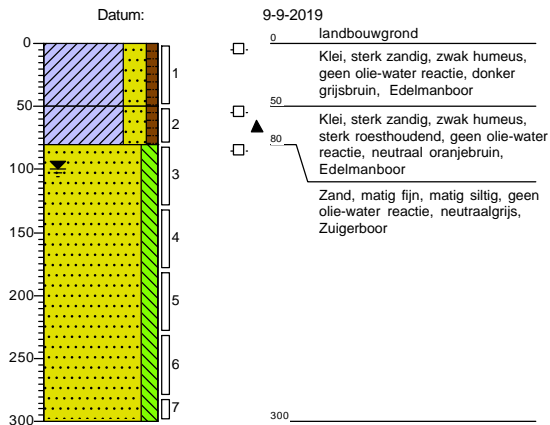 Datum: 9-9-2019
0
50
100
150
200
250
300
1
2
3
4
5
6
7
0 landbouwgrond
Klei, sterk zandig, zwak humeus,
geen olie-water reactie, donker
grijsbruin, Edelmanboor
50
Klei, sterk zandig, zwak humeus,
sterk roesthoudend, geen olie-water
reactie, neutraal oranjebruin,
Edelmanboor
80
Zand, matig fijn, matig siltig, geen
olie-water reactie, neutraalgrijs,
Zuigerboor
300